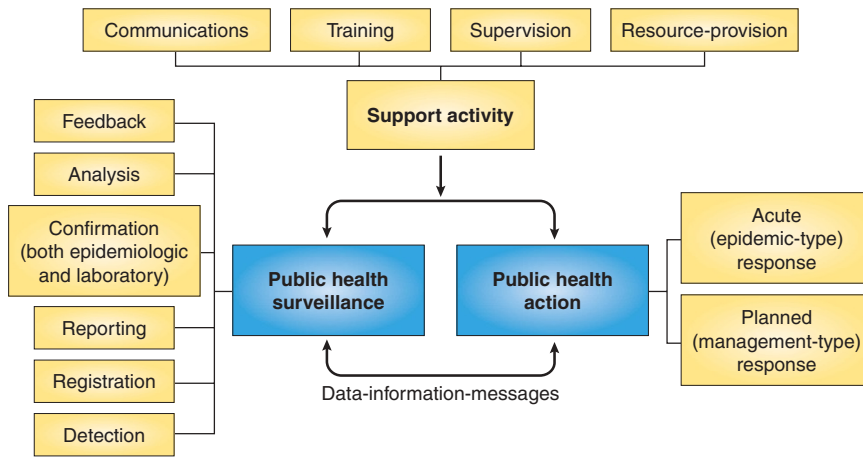 Communications
Training
Supervision
Resource-provision
Support activity
Feedback
Analysis
Confirmation
(both epidemiologic
and laboratory)
Reporting
Registration
Detection
Public health
surveillance
Public health
action
Data-information-messages
Acute
(epidemic-type)
response
Planned
(management-type)
response